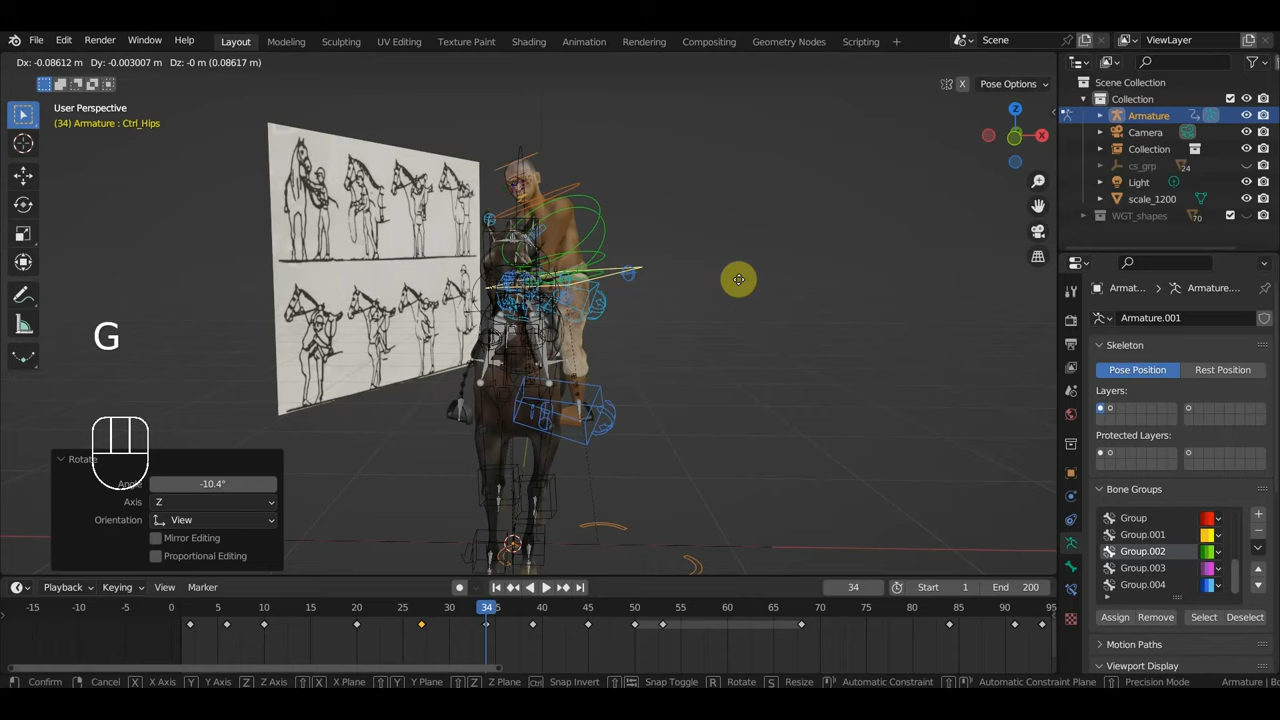 File Edit Render Window Help Layout Modeling Sculpting UV Editing Texture Paint Shading Animation Rendering Compositing Geometry Nodes Scripting + Scene ViewLayer
Dx: -0.08612 m Dy: -0.003007 m Dz: -0 m (0.08617 m)
X Pose Options
User Perspective
(34) Armature : Ctrl_Hips
Z
X
G
Rotate
Angle -10.4°
Axis Z
Orientation View
Mirror Editing
Proportional Editing
Scene Collection
Collection
Armature
Camera
Collection
cs_grp 24
Light
scale_1200
WGT_shapes 70
Armat... Armature....
Armature.001
Skeleton
Pose Position Rest Position
Layers:
Protected Layers:
Bone Groups
Group
Group.001
Group.002
Group.003
Group.004
Assign Remove Select Deselect
Motion Paths
Viewport Display
Playback Keying View Marker 34 Start 1 End 200
-15 -10 -5 0 5 10 15 20 25 30 34 40 45 50 55 60 65 70 75 80 85 90 95
Confirm Cancel X X Axis Y Y Axis Z Z Axis X X Plane Y Y Plane Z Z Plane Ctrl Snap Invert Snap Toggle R Rotate S Resize Automatic Constraint Automatic Constraint Plane Precision Mode Armature | Bo